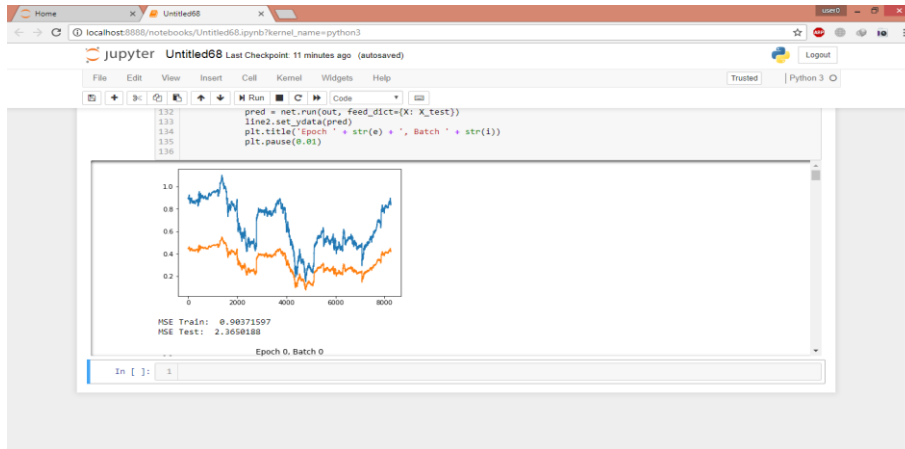 Home
Untitled68
user0
localhost:8888/notebooks/Untitled68.ipynb?kernel_name=python3
ABP
jupyter Untitled68 Last Checkpoint: 11 minutes ago (autosaved)
Logout
File Edit View Insert Cell Kernel Widgets Help
Trusted
Python 3
Run
Code
132 pred = net.run(out, feed_dict={X: X_test})
133 line2.set_ydata(pred)
134 plt.title('Epoch ' + str(e) + ', Batch ' + str(i))
135 plt.pause(0.01)
136
1.0
0.8
0.6
0.4
0.2
0 2000 4000 6000 8000
MSE Train: 0.90371597
MSE Test: 2.3650188
Epoch 0, Batch 0
In [ ]: 1